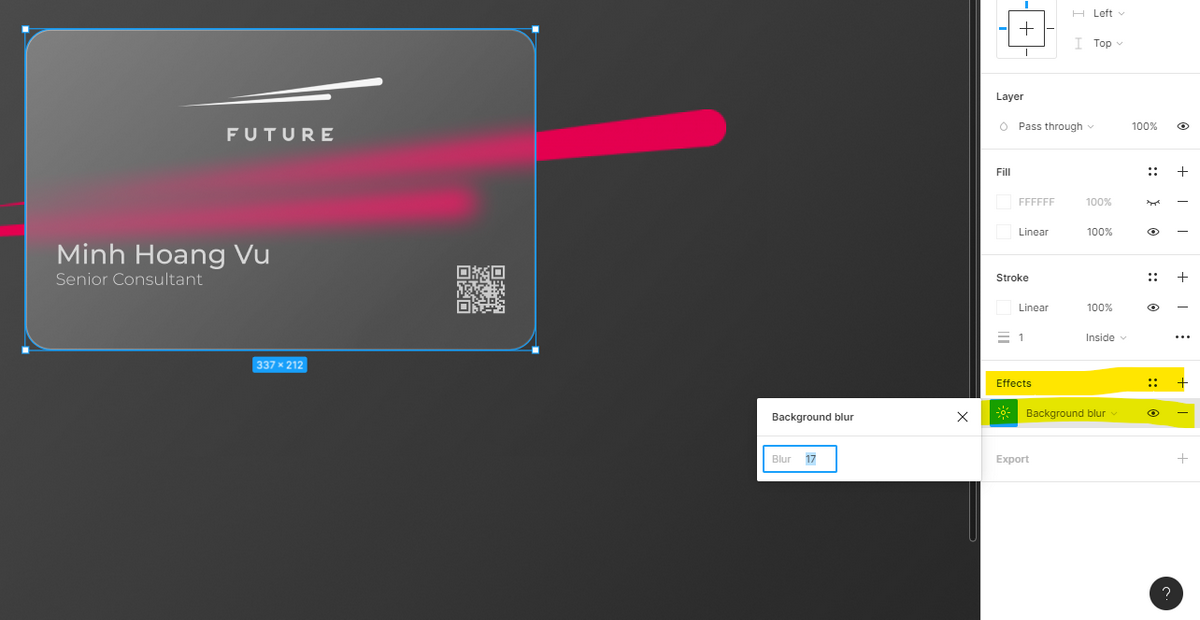 FUTURE
Minh Hoang Vu
Senior Consultant
337 × 212
Left
Top
Layer
Pass through 100%
Fill
FFFFFF 100%
Linear 100%
Stroke
Linear 100%
1 Inside
Effects
Background blur
Export
Background blur
Blur 17
?